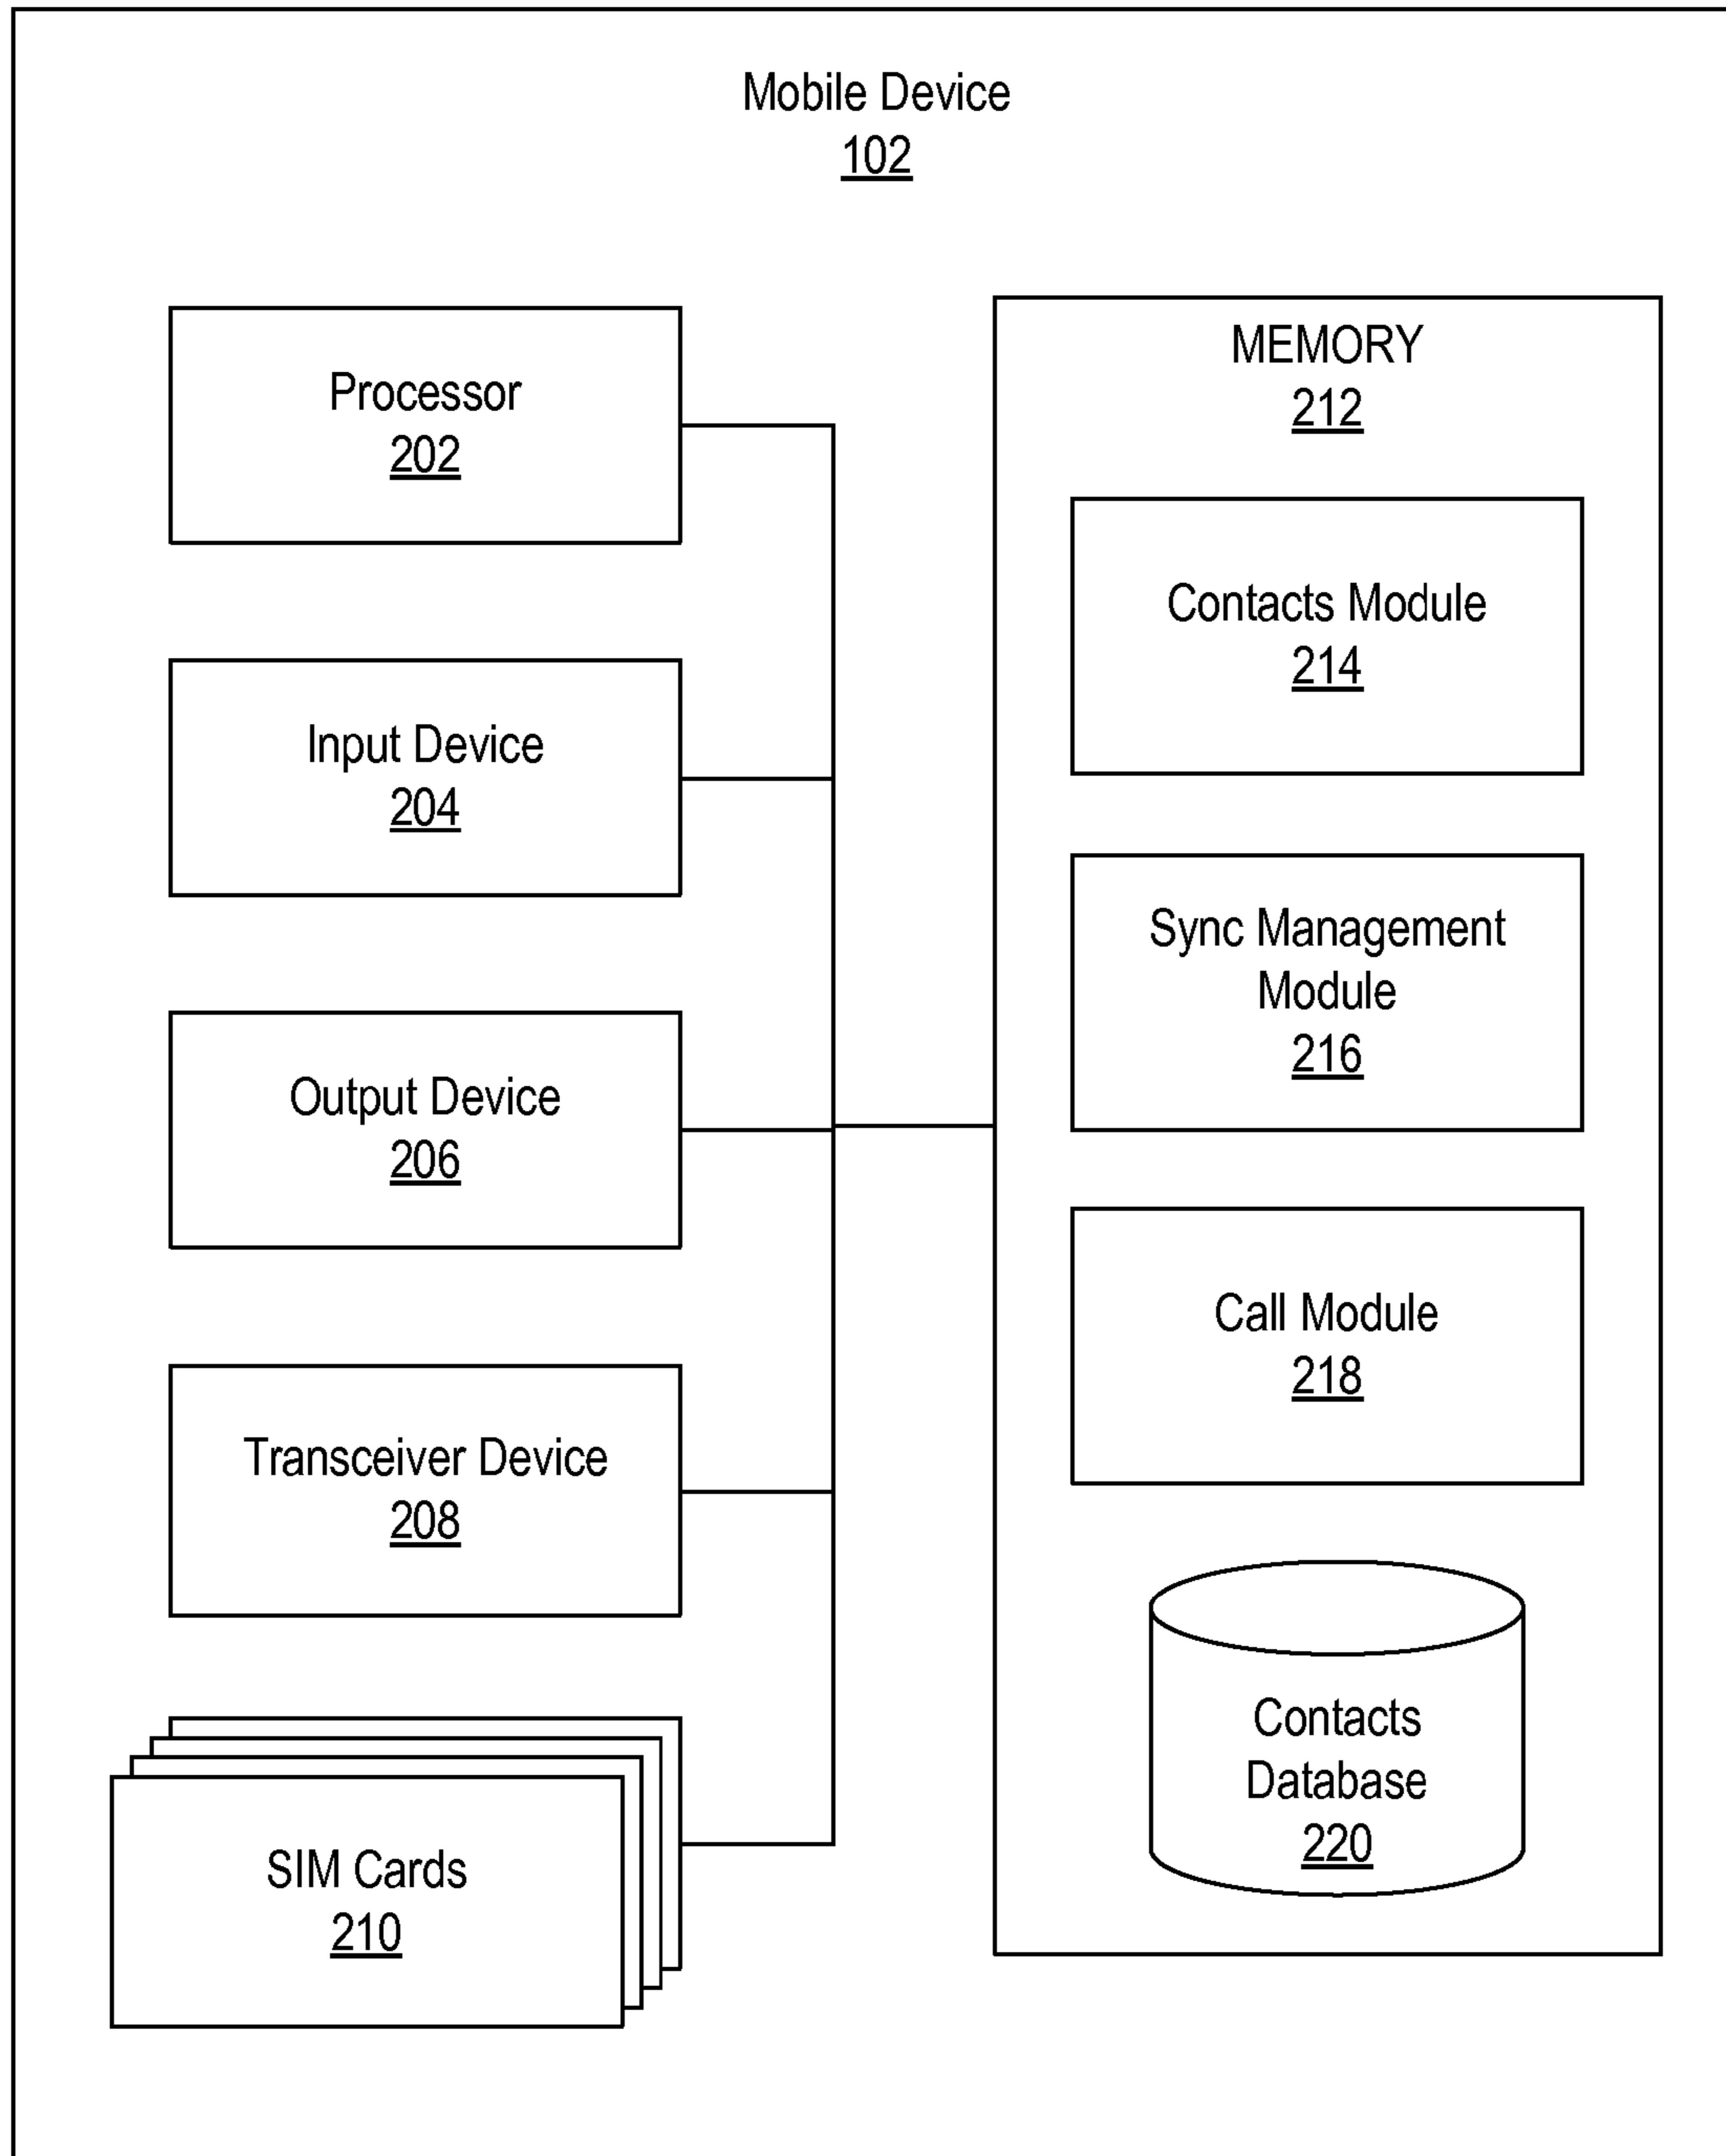 Mobile Device
102
Processor
202
Input Device
204
Output Device
206
Transceiver Device
208
SIM Cards
210
MEMORY
212
Contacts Module
214
Sync Management
Module
216
Call Module
218
Contacts
Database
220